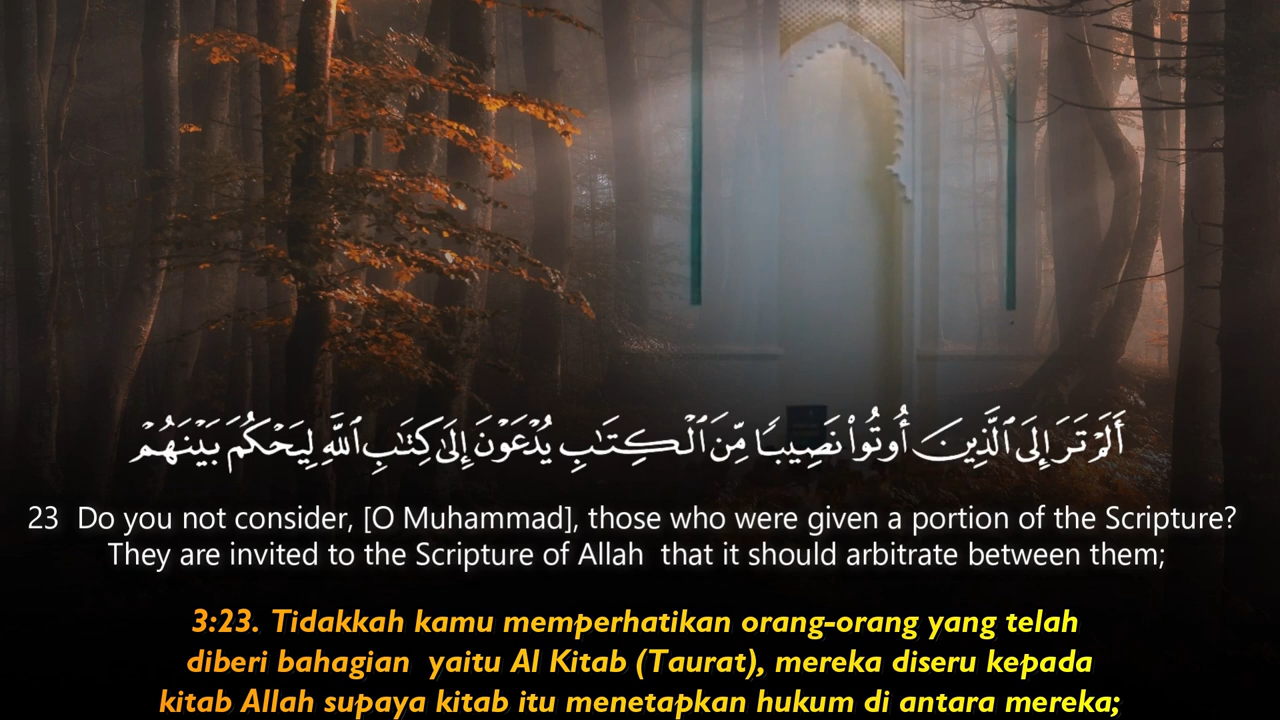 أَلَمْ تَرَ إِلَى ٱلَّذِينَ أُوتُوا۟ نَصِيبًا مِّنَ ٱلْكِتَـٰبِ يُدْعَوْنَ إِلَىٰ كِتَـٰبِ ٱللَّهِ لِيَحْكُمَ بَيْنَهُمْ
23 Do you not consider, [O Muhammad], those who were given a portion of the Scripture?
They are invited to the Scripture of Allah that it should arbitrate between them;
3:23. Tidakkah kamu memperhatikan orang-orang yang telah
diberi bahagian yaitu Al Kitab (Taurat), mereka diseru kepada
kitab Allah supaya kitab itu menetapkan hukum di antara mereka;